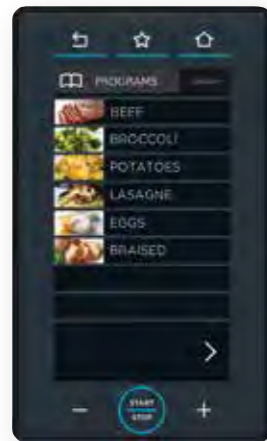 PROGRAMS
BEEF
BROCCOLI
POTATOES
LASAGNE
EGGS
BRAISED
START
STOP